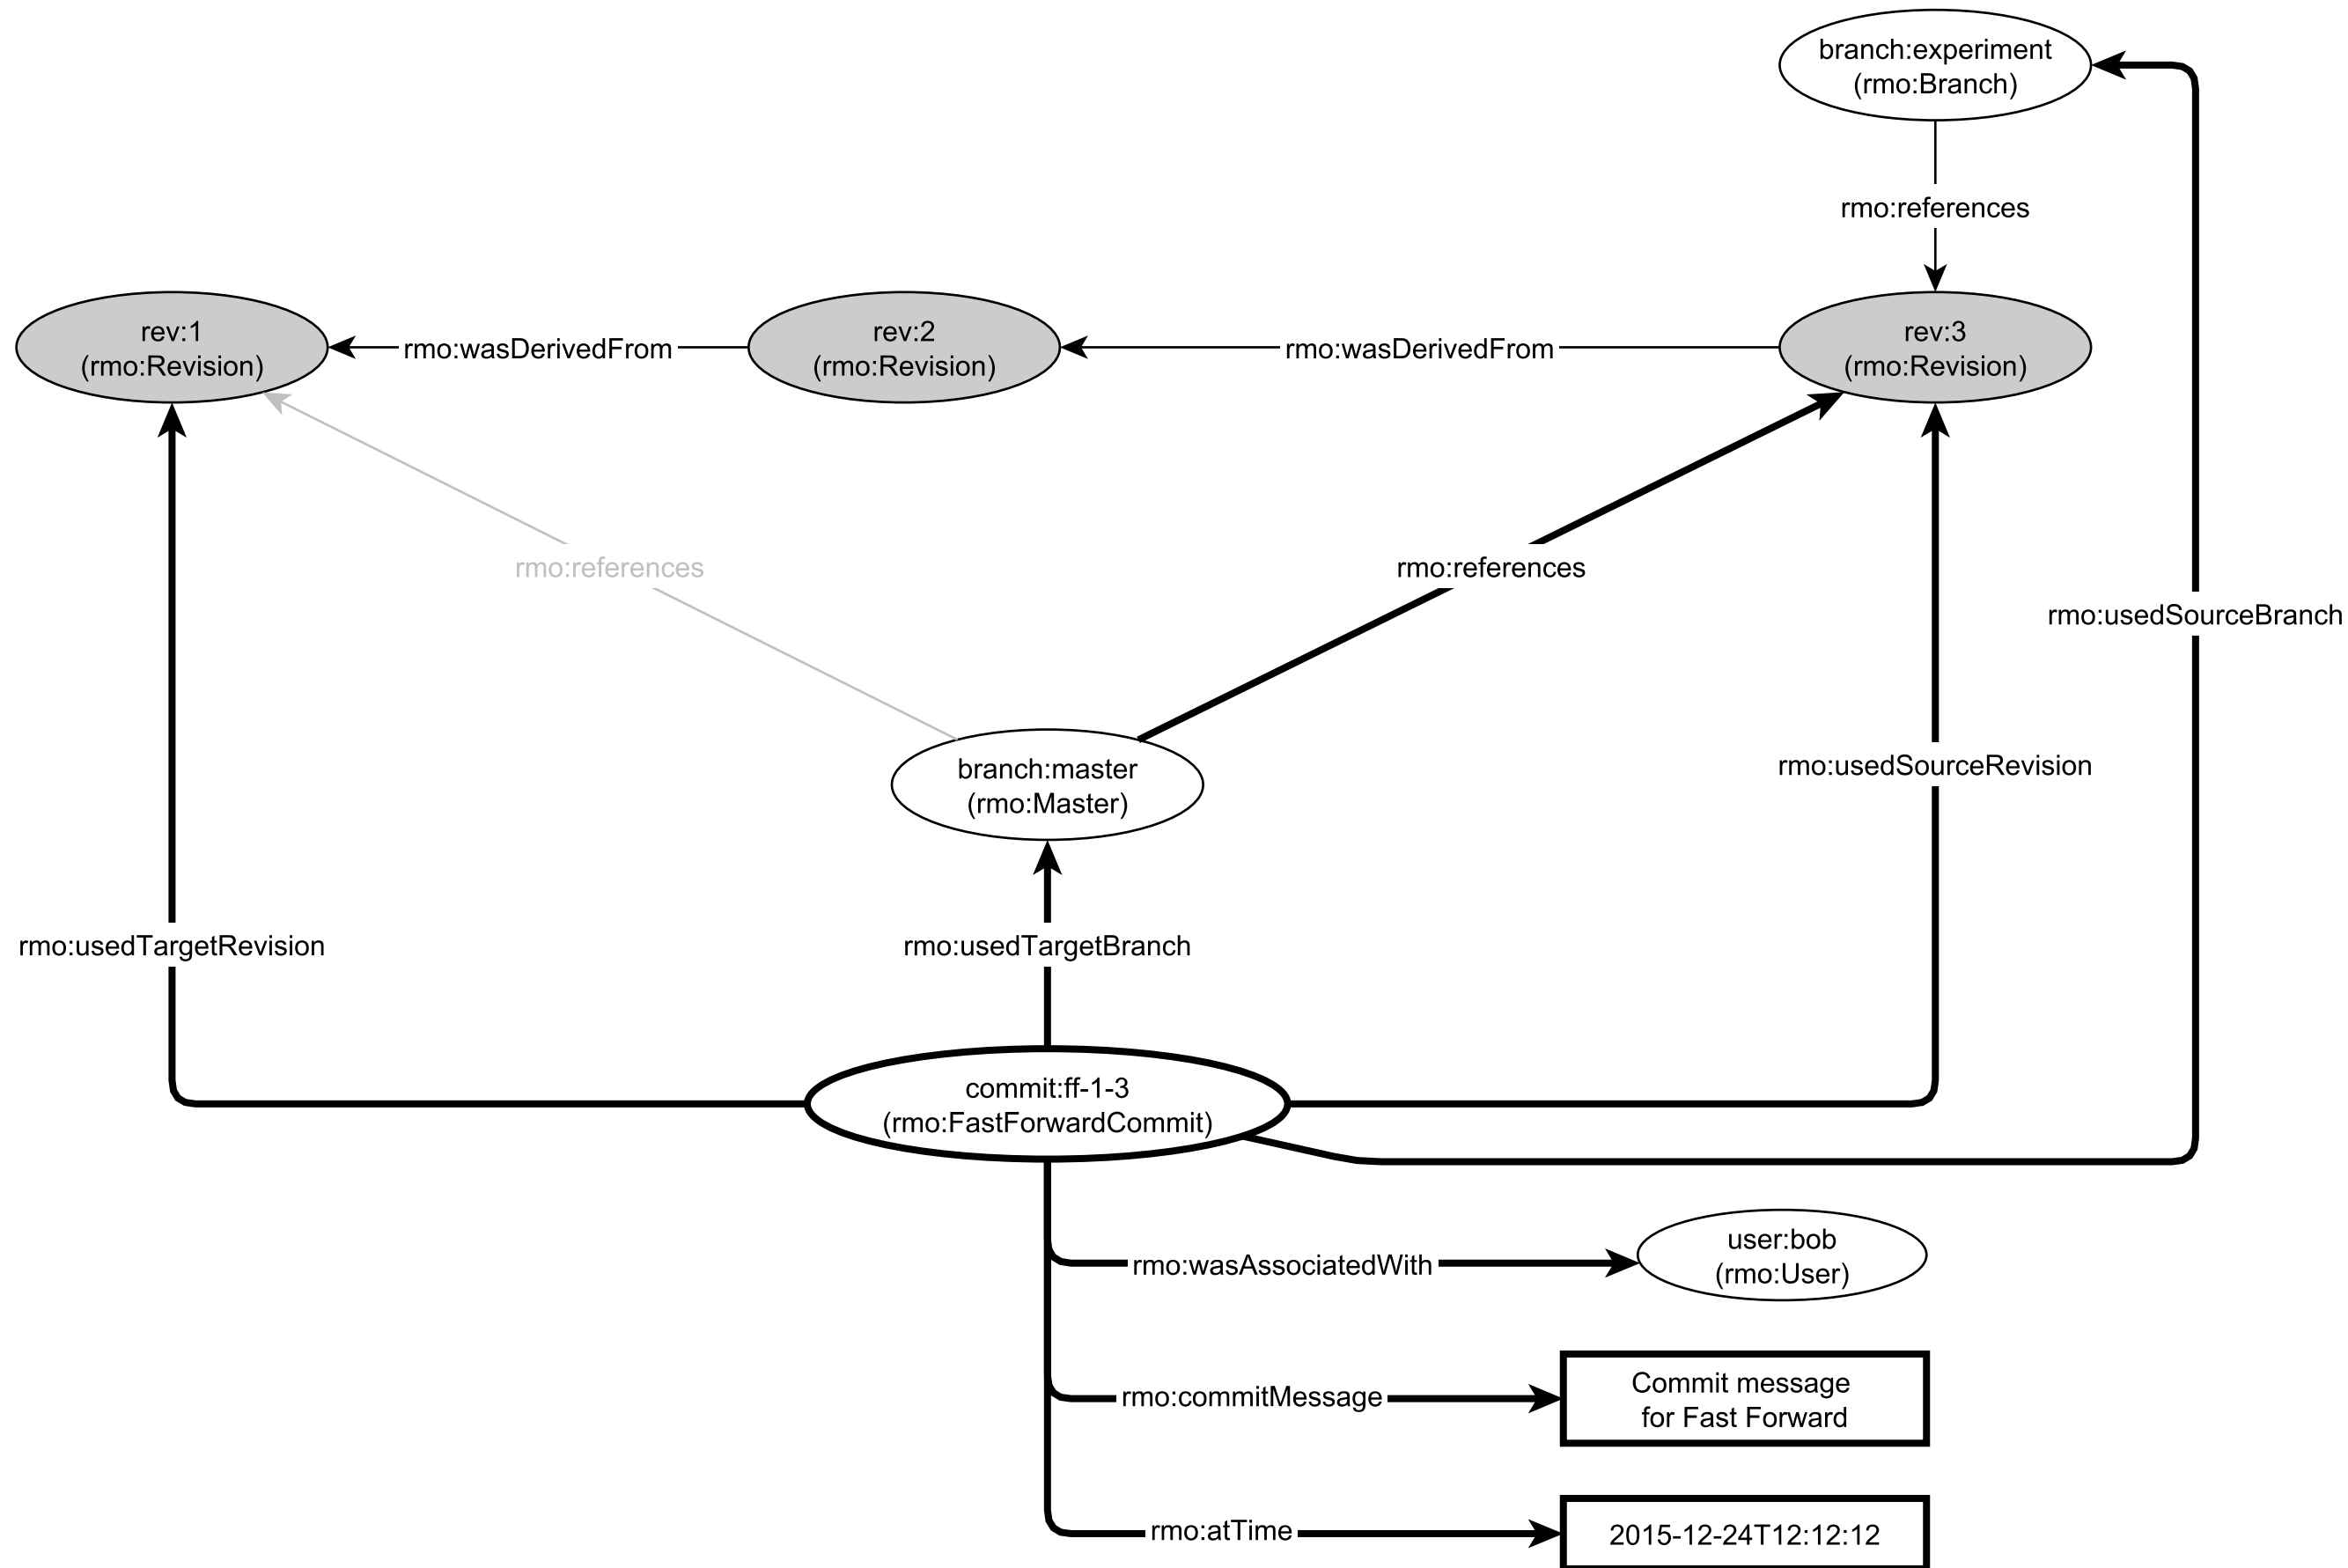 branch:experiment
(rmo:Branch)
rmo:references
rev:1
(rmo:Revision)
rmo:wasDerivedFrom
rev:2
(rmo:Revision)
rmo:wasDerivedFrom
rev:3
(rmo:Revision)
rmo:references
rmo:references
rmo:usedSourceBranch
branch:master
(rmo:Master)
rmo:usedSourceRevision
rmo:usedTargetRevision
rmo:usedTargetBranch
commit:ff-1-3
(rmo:FastForwardCommit)
rmo:wasAssociatedWith
user:bob
(rmo:User)
rmo:commitMessage
Commit message
for Fast Forward
rmo:atTime
2015-12-24T12:12:12